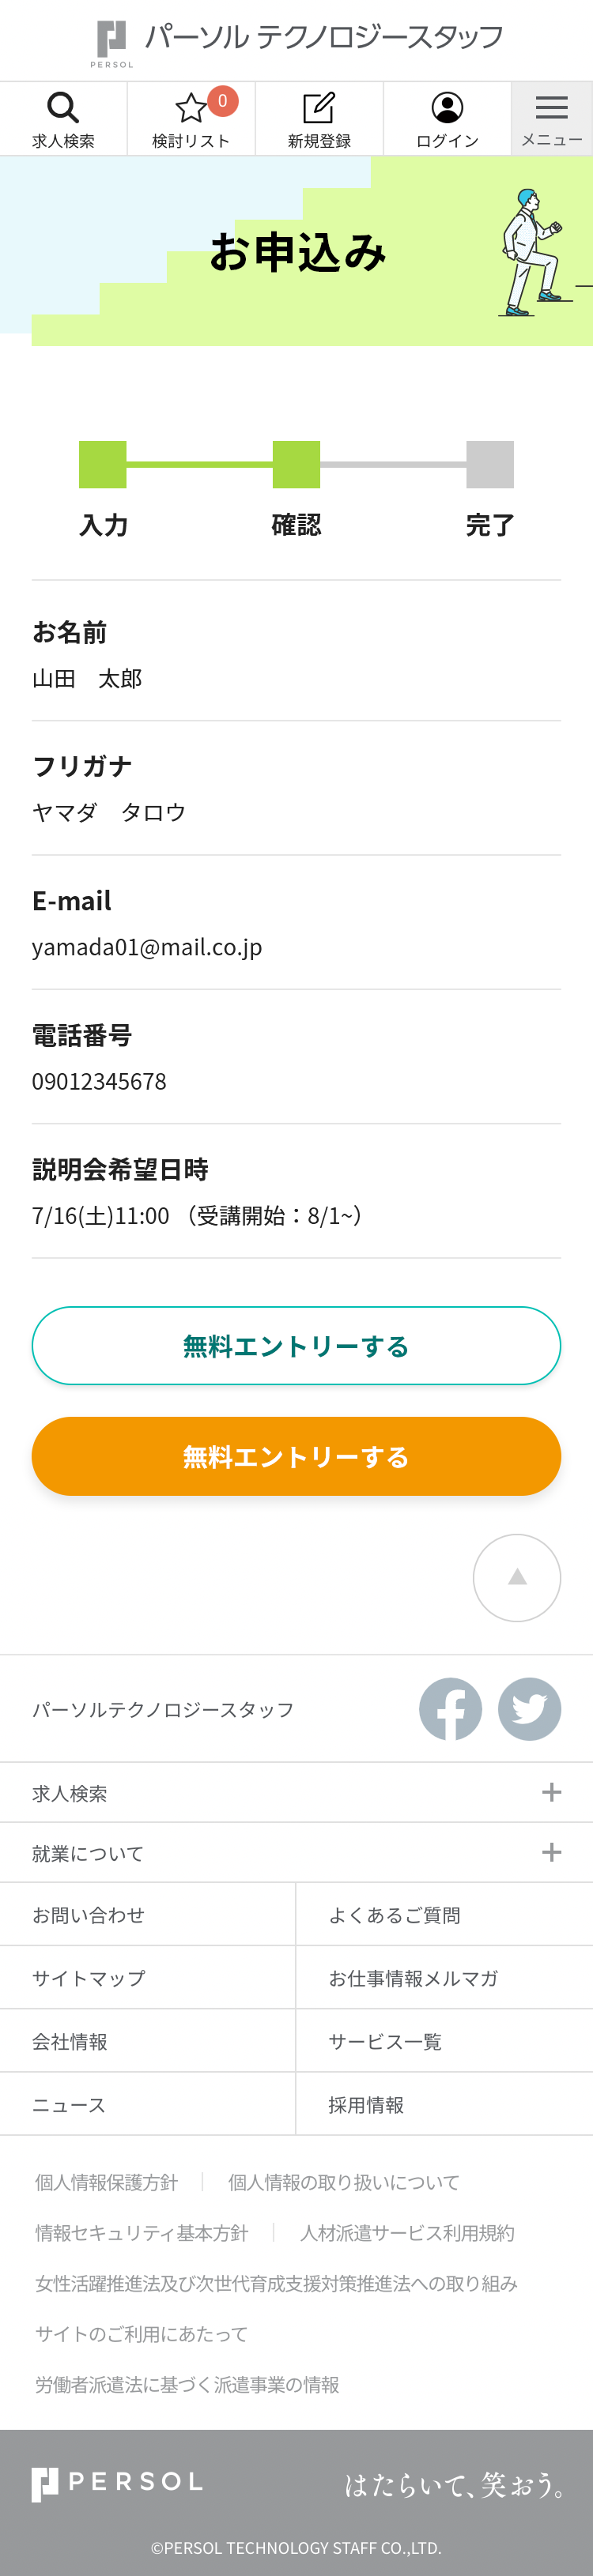 PERSOL パーソル テクノロジースタッフ
求人検索
検討リスト
0
新規登録
ログイン
メニュー
お申込み
入力
確認
完了
お名前
山田　太郎
フリガナ
ヤマダ　タロウ
E-mail
yamada01@mail.co.jp
電話番号
09012345678
説明会希望日時
7/16(土)11:00 （受講開始：8/1~）
無料エントリーする
無料エントリーする
パーソルテクノロジースタッフ
求人検索
就業について
お問い合わせ
よくあるご質問
サイトマップ
お仕事情報メルマガ
会社情報
サービス一覧
ニュース
採用情報
個人情報保護方針
個人情報の取り扱いについて
情報セキュリティ基本方針
人材派遣サービス利用規約
女性活躍推進法及び次世代育成支援対策推進法への取り組み
サイトのご利用にあたって
労働者派遣法に基づく派遣事業の情報
PERSOL
はたらいて、笑おう。
©PERSOL TECHNOLOGY STAFF CO.,LTD.